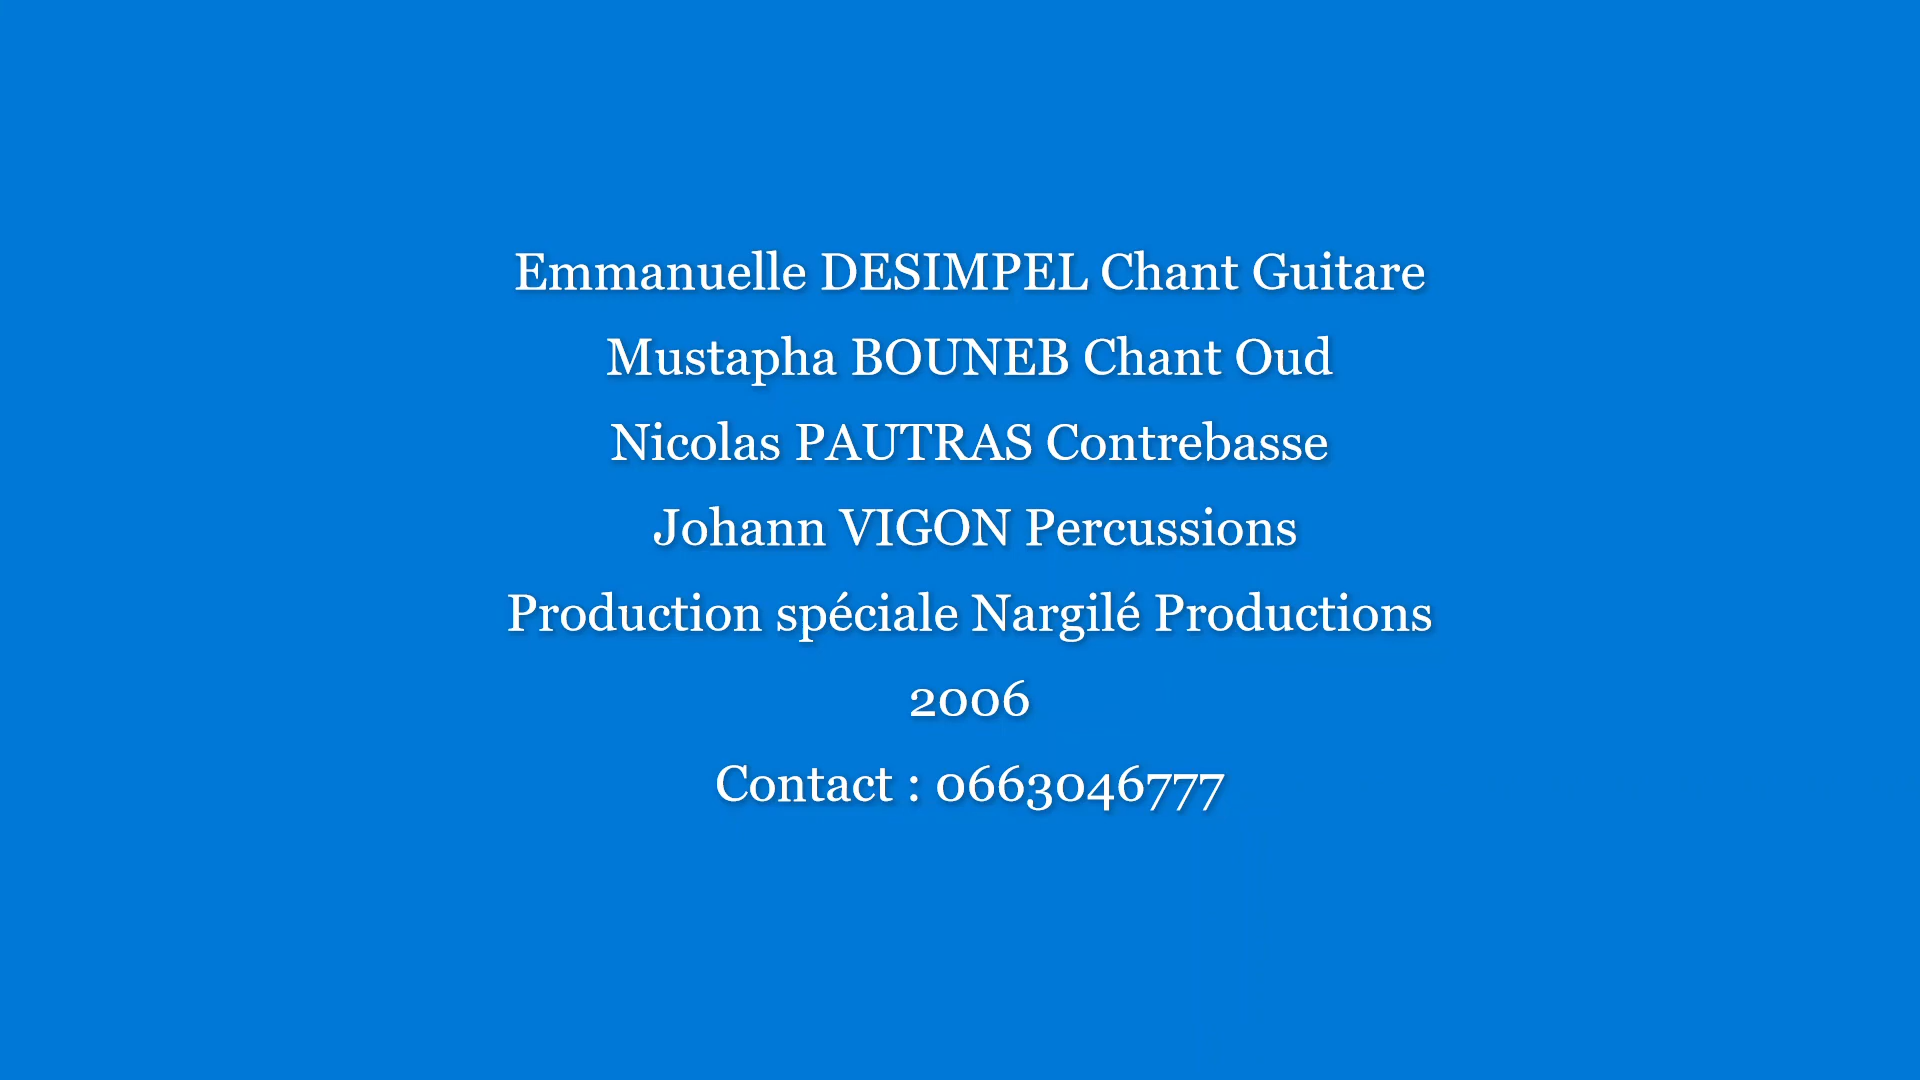 Emmanuelle DESIMPEL Chant Guitare
Mustapha BOUNEB Chant Oud
Nicolas PAUTRAS Contrebasse
Johann VIGON Percussions
Production spéciale Nargilé Productions
2006
Contact : 0663046777